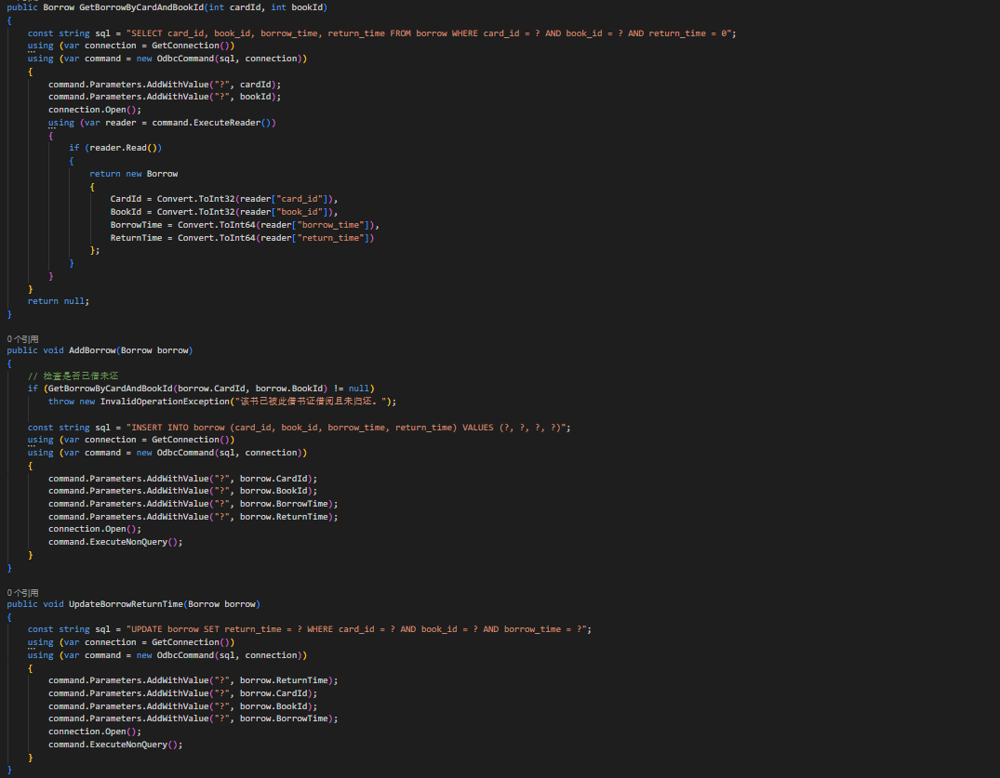 public Borrow GetBorrowByCardAndBookId(int cardId, int bookId)
{
    const string sql = "SELECT card_id, book_id, borrow_time, return_time FROM borrow WHERE card_id = ? AND book_id = ? AND return_time = 0";
    using (var connection = GetConnection())
    using (var command = new OdbcCommand(sql, connection))
    {
        command.Parameters.AddWithValue("?", cardId);
        command.Parameters.AddWithValue("?", bookId);
        connection.Open();
        using (var reader = command.ExecuteReader())
        {
            if (reader.Read())
            {
                return new Borrow
                {
                    CardId = Convert.ToInt32(reader["card_id"]),
                    BookId = Convert.ToInt32(reader["book_id"]),
                    BorrowTime = Convert.ToInt64(reader["borrow_time"]),
                    ReturnTime = Convert.ToInt64(reader["return_time"])
                };
            }
        }
    }
    return null;
}
0 个引用
public void AddBorrow(Borrow borrow)
{
    // 检查是否已借未还
    if (GetBorrowByCardAndBookId(borrow.CardId, borrow.BookId) != null)
        throw new InvalidOperationException("该书已被此借书证借阅且未归还。");
    const string sql = "INSERT INTO borrow (card_id, book_id, borrow_time, return_time) VALUES (?, ?, ?, ?)";
    using (var connection = GetConnection())
    using (var command = new OdbcCommand(sql, connection))
    {
        command.Parameters.AddWithValue("?", borrow.CardId);
        command.Parameters.AddWithValue("?", borrow.BookId);
        command.Parameters.AddWithValue("?", borrow.BorrowTime);
        command.Parameters.AddWithValue("?", borrow.ReturnTime);
        connection.Open();
        command.ExecuteNonQuery();
    }
}
0 个引用
public void UpdateBorrowReturnTime(Borrow borrow)
{
    const string sql = "UPDATE borrow SET return_time = ? WHERE card_id = ? AND book_id = ? AND borrow_time = ?";
    using (var connection = GetConnection())
    using (var command = new OdbcCommand(sql, connection))
    {
        command.Parameters.AddWithValue("?", borrow.ReturnTime);
        command.Parameters.AddWithValue("?", borrow.CardId);
        command.Parameters.AddWithValue("?", borrow.BookId);
        command.Parameters.AddWithValue("?", borrow.BorrowTime);
        connection.Open();
        command.ExecuteNonQuery();
    }
}